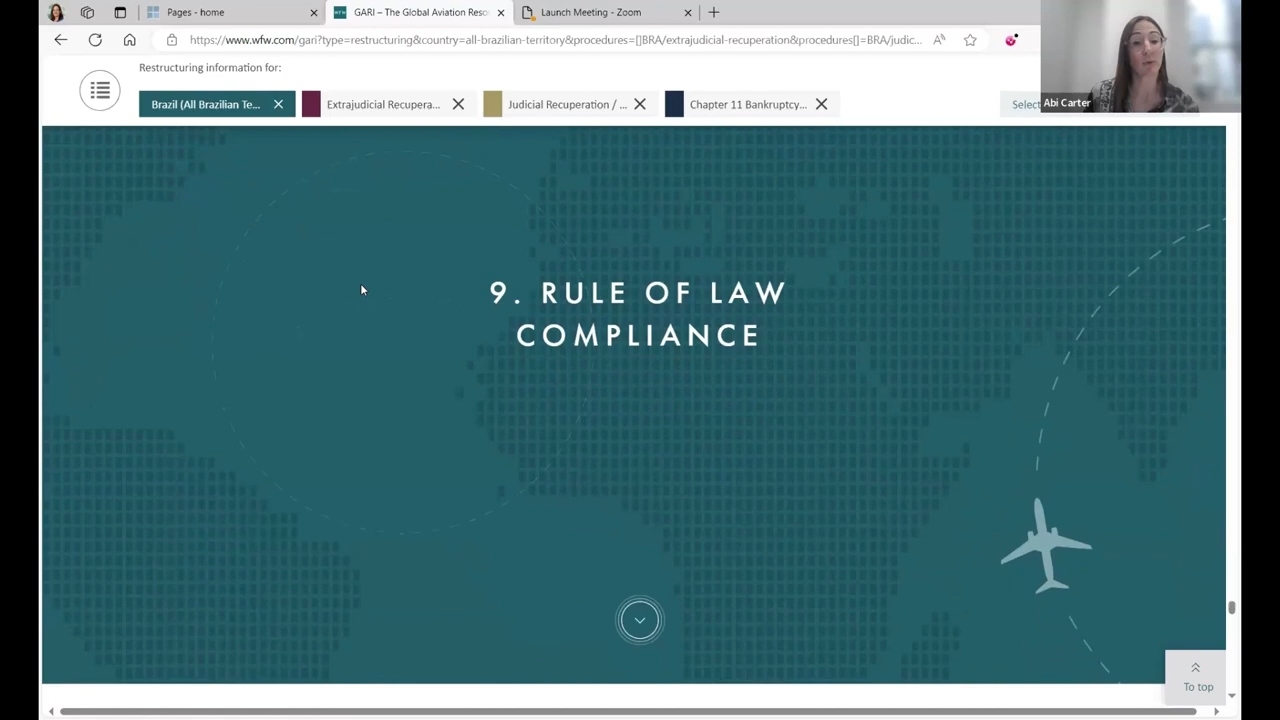 Pages - home
GARI – The Global Aviation Reso
Launch Meeting - Zoom
https://www.wfw.com/gari?type=restructuring&country=all-brazilian-territory&procedures=[]BRA/extrajudicial-recuperation&procedures[]=BRA/judic...
Restructuring information for:
Brazil (All Brazilian Te...
Extrajudicial Recupera...
Judicial Recuperation / ...
Chapter 11 Bankruptcy...
Select
Abi Carter
9. RULE OF LAW
COMPLIANCE
To top